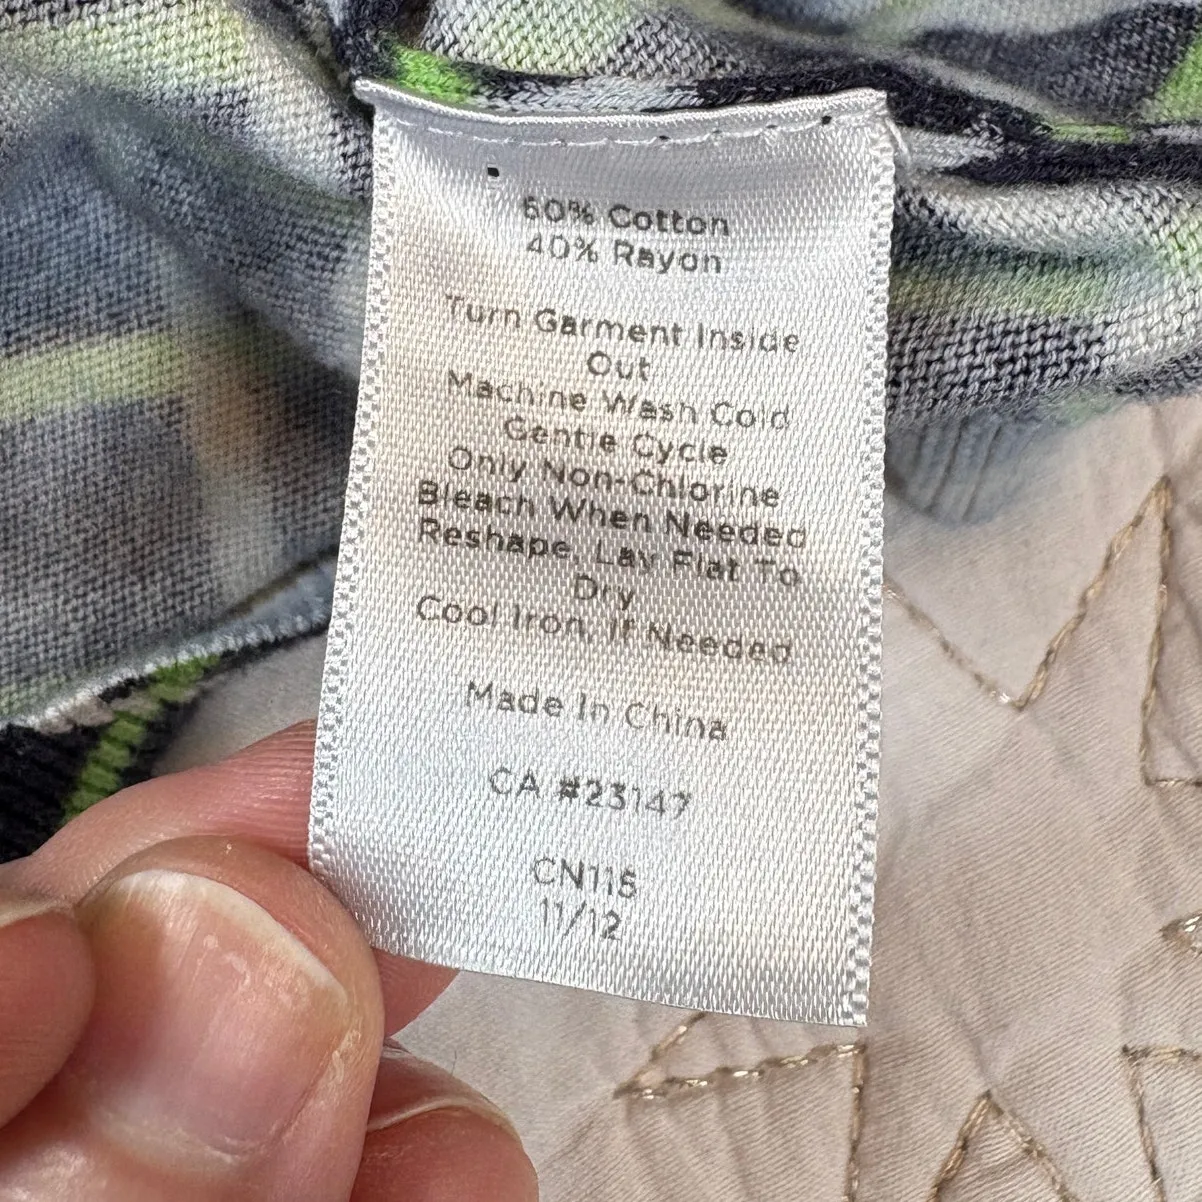 60% Cotton
40% Rayon
Turn Garment Inside
Out
Machine Wash Cold
Gentle Cycle
Only Non-Chlorine
Bleach When Needed
Reshape, Lay Flat To
Dry
Cool Iron, If Needed
Made In China
CA #23147
CN115
11/12